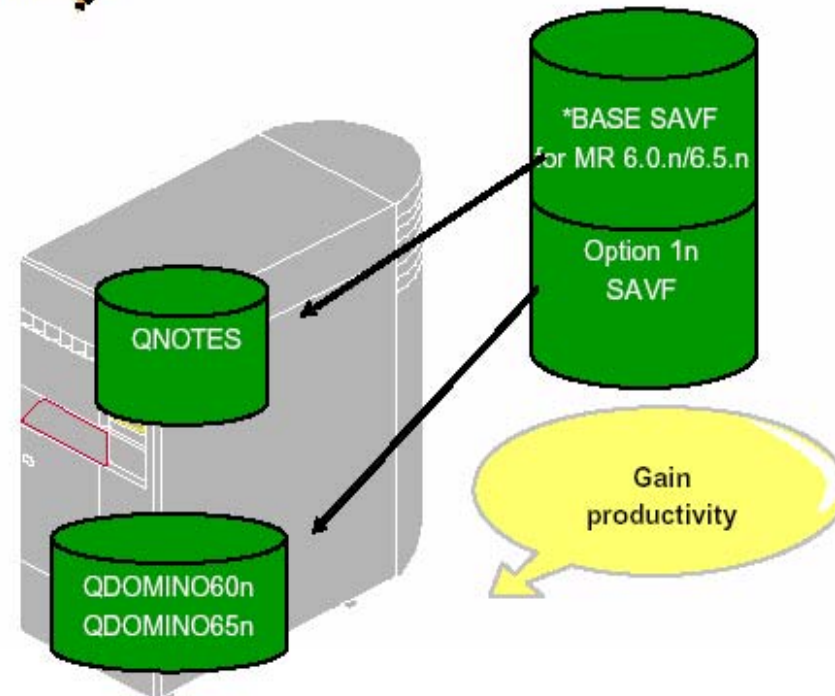 *BASE SAVF
for MR 6.0.n/6.5.n
Option 1n
SAVF
QNOTES
Gain
productivity
QDOMINO60n
QDOMINO65n